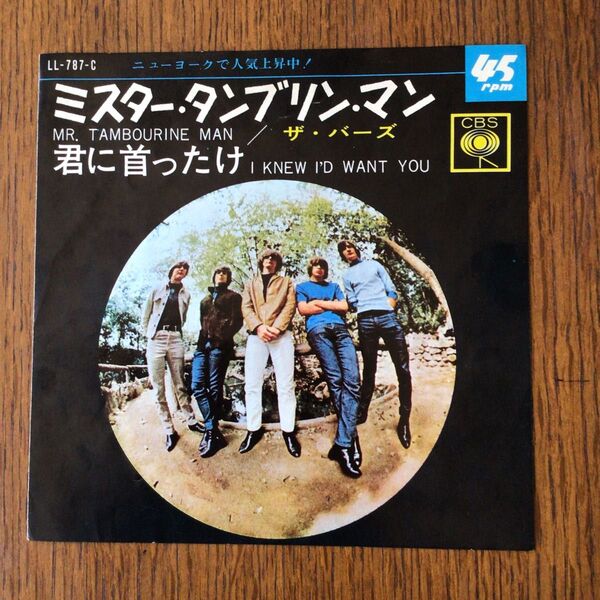 LL-787-C
ニューヨークで人気上昇中!
45
rpm
ミスター・タンブリン・マン
MR. TAMBOURINE MAN / ザ・バーズ
CBS
君に首ったけ I KNEW I'D WANT YOU